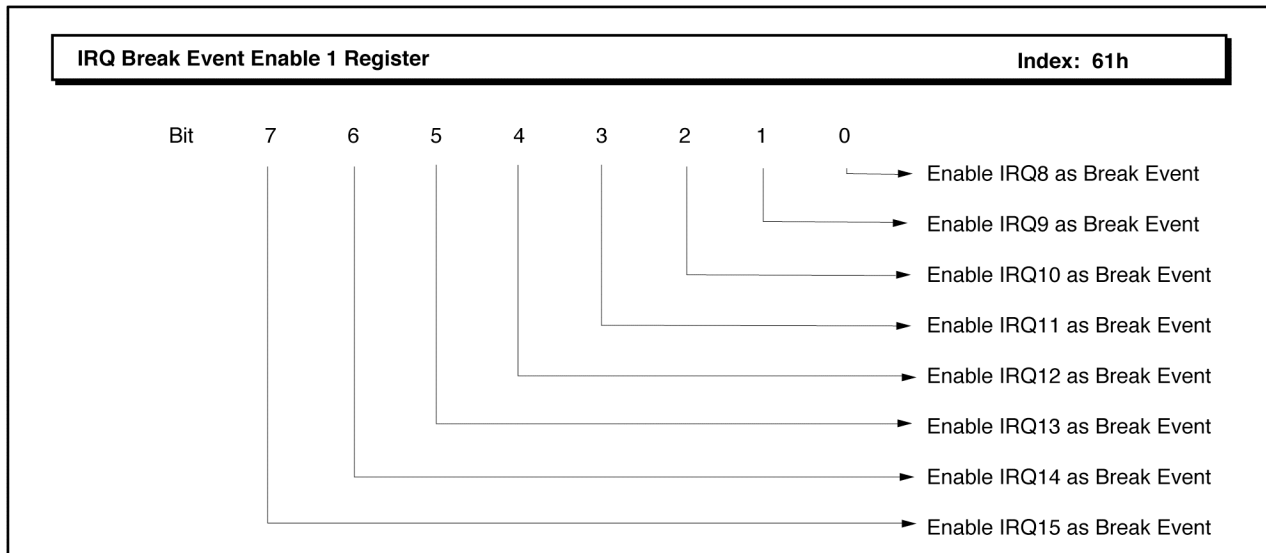 IRQ Break Event Enable 1 Register Index: 61h
Bit 7 6 5 4 3 2 1 0
Enable IRQ8 as Break Event
Enable IRQ9 as Break Event
Enable IRQ10 as Break Event
Enable IRQ11 as Break Event
Enable IRQ12 as Break Event
Enable IRQ13 as Break Event
Enable IRQ14 as Break Event
Enable IRQ15 as Break Event